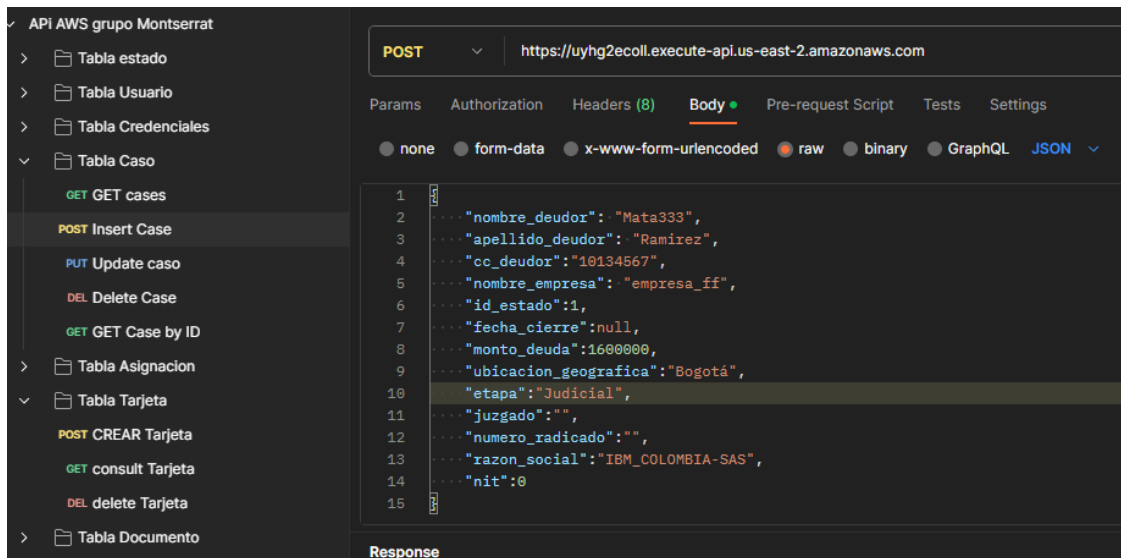 APi AWS grupo Montserrat
Tabla estado
Tabla Usuario
Tabla Credenciales
Tabla Caso
GET GET cases
POST Insert Case
PUT Update caso
DEL Delete Case
GET GET Case by ID
Tabla Asignacion
Tabla Tarjeta
POST CREAR Tarjeta
GET consult Tarjeta
DEL delete Tarjeta
Tabla Documento
POST https://uyhg2ecoll.execute-api.us-east-2.amazonaws.com
Params Authorization Headers (8) Body Pre-request Script Tests Settings
none form-data x-www-form-urlencoded raw binary GraphQL JSON
1 {
2 "nombre_deudor": "Mata333",
3 "apellido_deudor": "Ramirez",
4 "cc_deudor":"10134567",
5 "nombre_empresa": "empresa_ff",
6 "id_estado":1,
7 "fecha_cierre":null,
8 "monto_deuda":1600000,
9 "ubicacion_geografica":"Bogotá",
10 "etapa":"Judicial",
11 "juzgado":"",
12 "numero_radicado":"",
13 "razon_social":"IBM_COLOMBIA-SAS",
14 "nit":0
15 }
Response